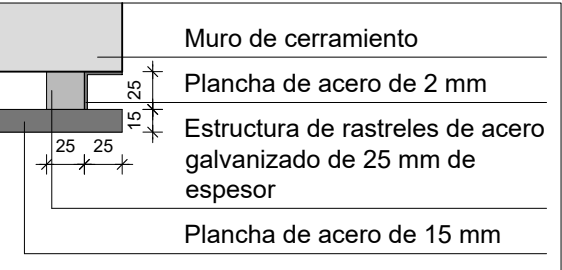 Muro de cerramiento
Plancha de acero de 2 mm
25
15
Estructura de rastreles de acero
galvanizado de 25 mm de
espesor
25 25
Plancha de acero de 15 mm